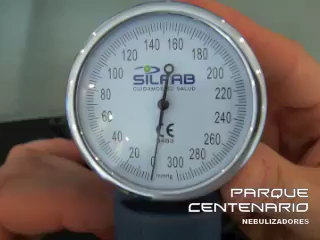 140 160
120 180
100 200
SILFAB
CUIDAMOS SU SALUD
80 220
60 240
40 260
20 0 300 280
mmHg
PARQUE
CENTENARIO
NEBULIZADORES